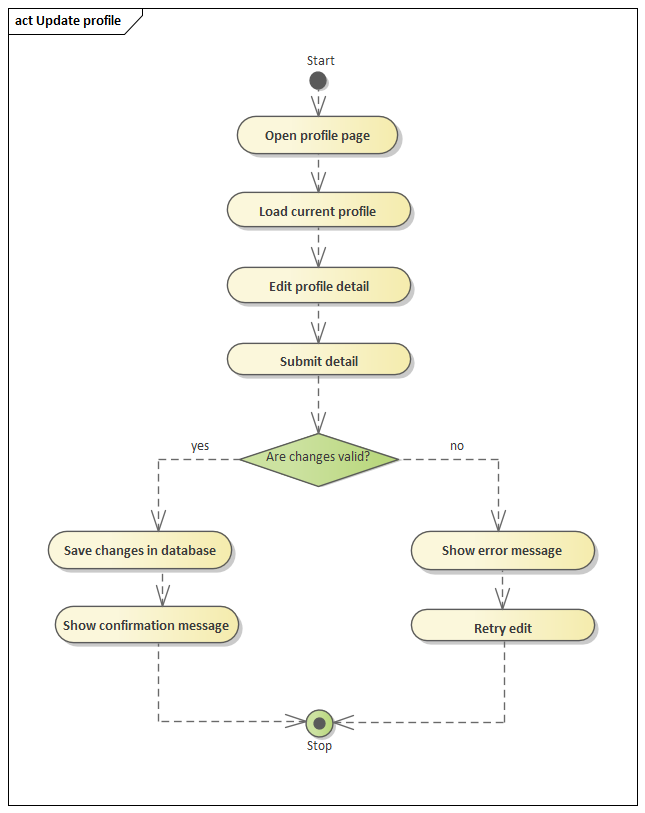 act Update profile
Start
Open profile page
Load current profile
Edit profile detail
Submit detail
Are changes valid?
yes
no
Save changes in database
Show error message
Show confirmation message
Retry edit
Stop